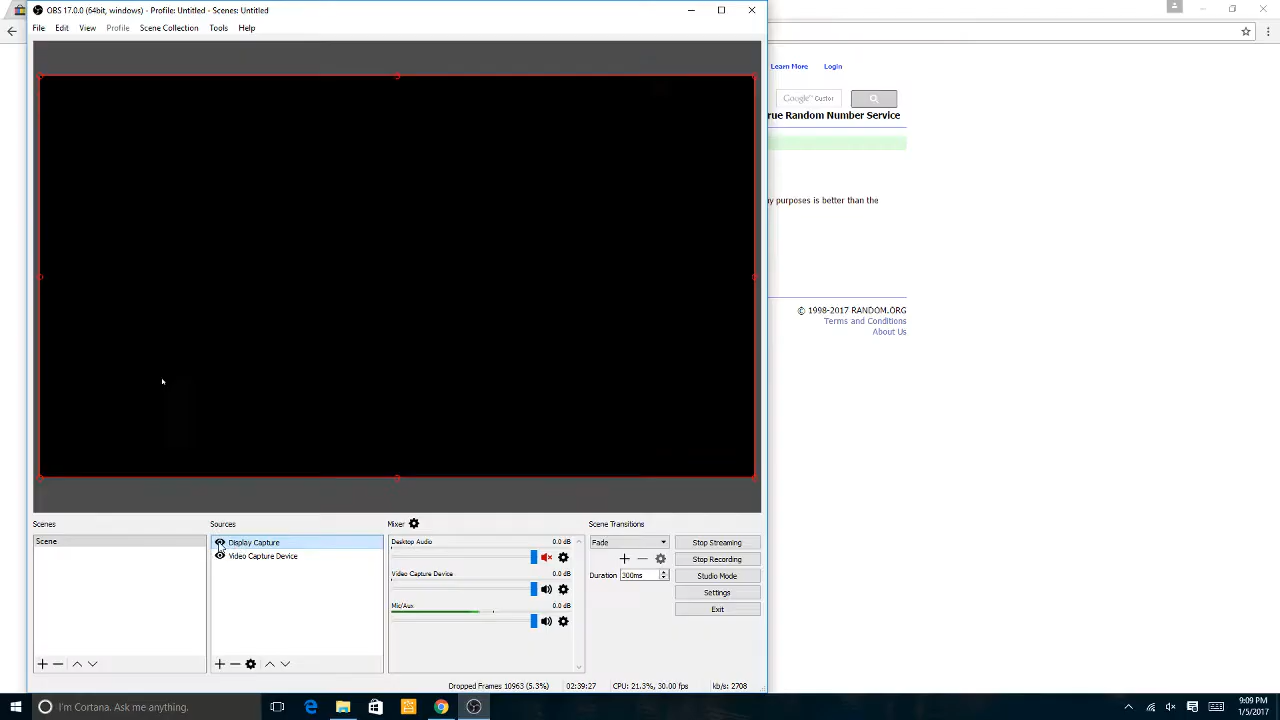 OBS 17.0.0 (64bit, windows) - Profile: Untitled - Scenes: Untitled
File Edit View Profile Scene Collection Tools Help
Learn More Login
Google Custor
rue Random Number Service
y purposes is better than the
© 1998-2017 RANDOM.ORG
Terms and Conditions
About Us
Scenes
Scene
Sources
Display Capture
Video Capture Device
Mixer
Desktop Audio 0.0 dB
Video Capture Device 0.0 dB
Mic/Aux 0.0 dB
Scene Transitions
Fade
Duration 300ms
Stop Streaming
Stop Recording
Studio Mode
Settings
Exit
Dropped Frames 10963 (5.3%) 02:39:27 CPU: 21.3%, 30.00 fps kb/s: 2708
I'm Cortana. Ask me anything.
9:09 PM
1/5/2017